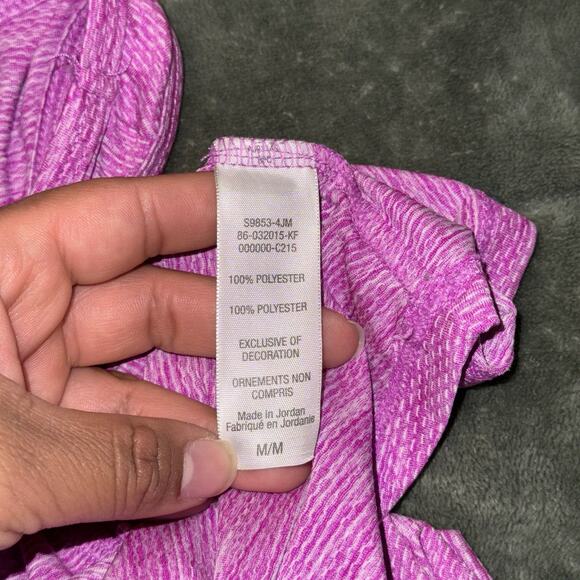 S9853-4JM
86-032015-KF
000000-C215
100% POLYESTER
100% POLYESTER
EXCLUSIVE OF
DECORATION
ORNEMENTS NON
COMPRIS
Made in Jordan
Fabriqué en Jordanie
M/M